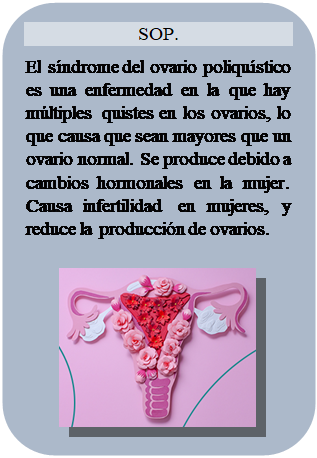 SOP.
El síndrome del ovario poliquístico
es una enfermedad en la que hay
múltiples quistes en los ovarios, lo
que causa que sean mayores que un
ovario normal. Se produce debido a
cambios hormonales en la mujer.
Causa infertilidad en mujeres, y
reduce la producción de ovarios.